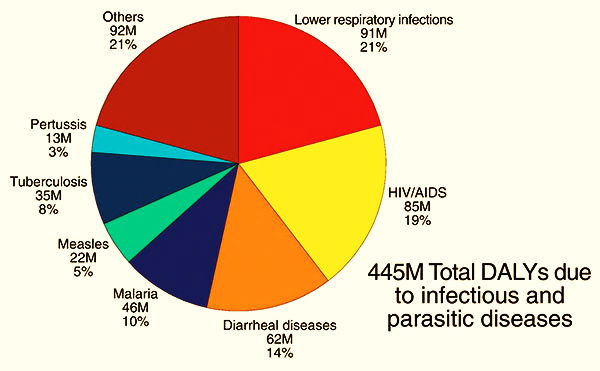 Others
92M
21%
Lower respiratory infections
91M
21%
Pertussis
13M
3%
Tuberculosis
35M
8%
HIV/AIDS
85M
19%
Measles
22M
5%
Malaria
46M
10%
Diarrheal diseases
62M
14%
445M Total DALYs due
to infectious and
parasitic diseases